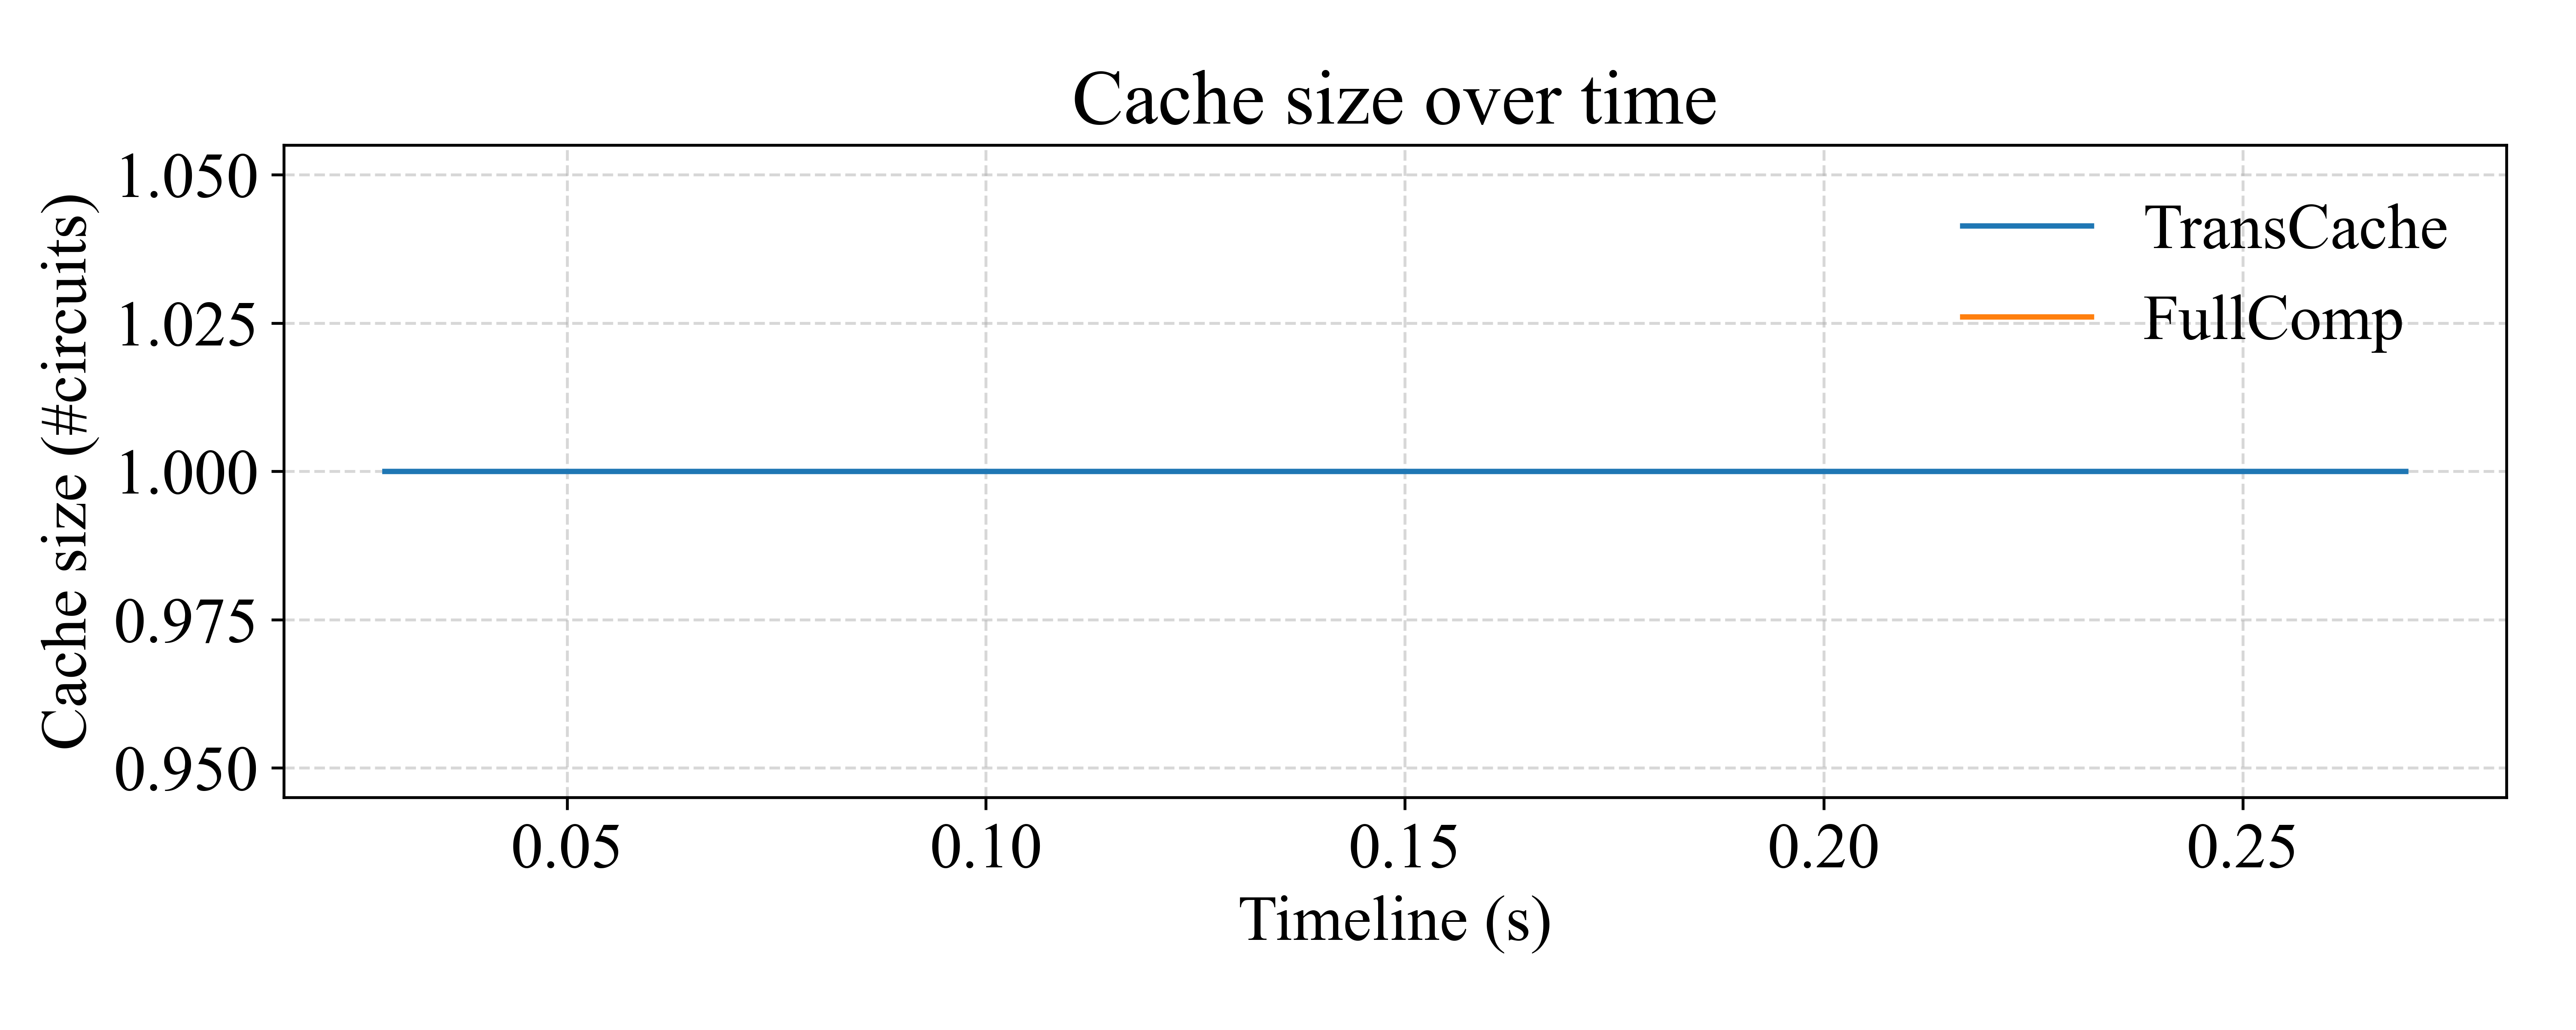 Cache size over time
Cache size (#circuits)
1.050
1.025
1.000
0.975
0.950
TransCache
FullComp
0.05 0.10 0.15 0.20 0.25
Timeline (s)